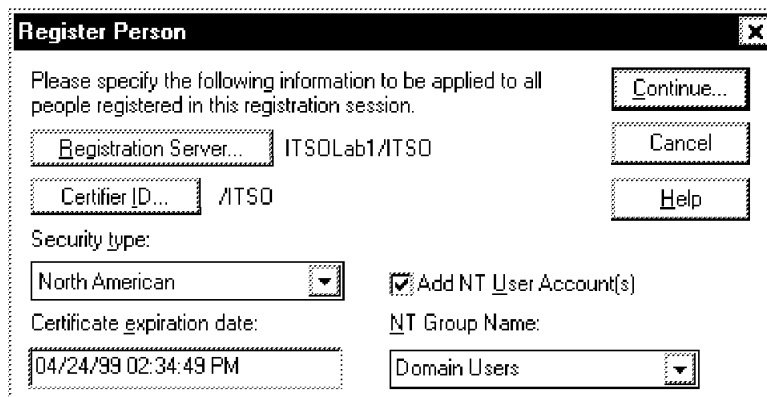 Register Person
Please specify the following information to be applied to all
people registered in this registration session.
Continue...
Registration Server... ITSOLab1/ITSO
Cancel
Certifier ID... /ITSO
Help
Security type:
North American
Add NT User Account(s)
Certificate expiration date:
NT Group Name:
04/24/99 02:34:49 PM
Domain Users